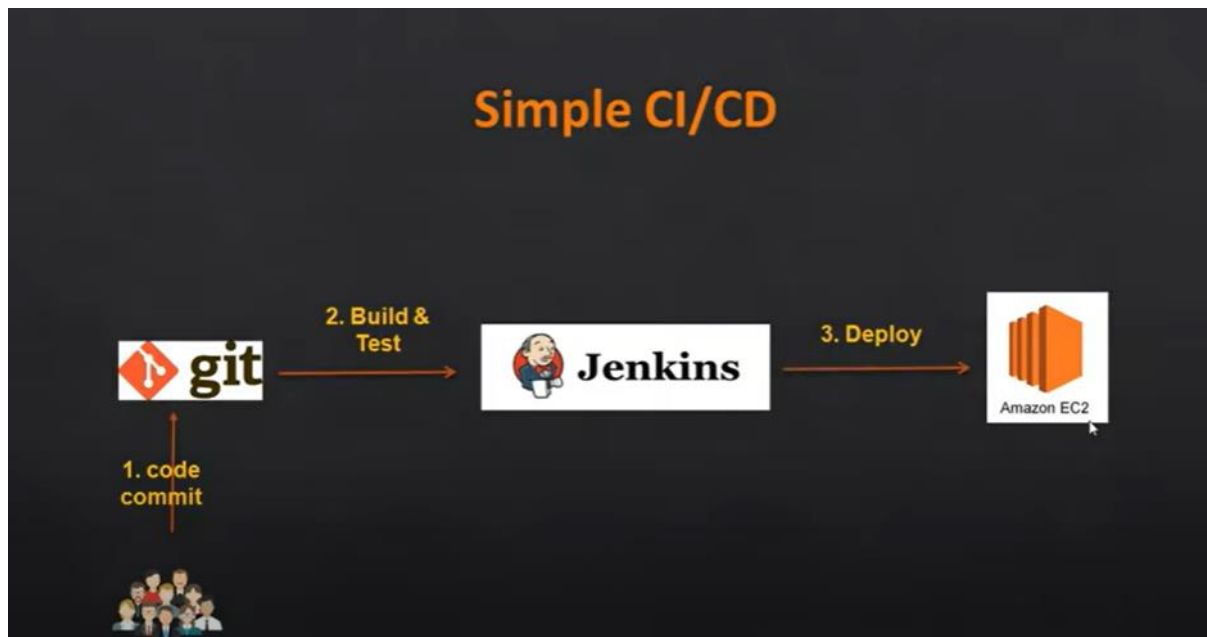 Simple CI/CD
2. Build &
Test
3. Deploy
git
Jenkins
Amazon EC2
1. code
commit